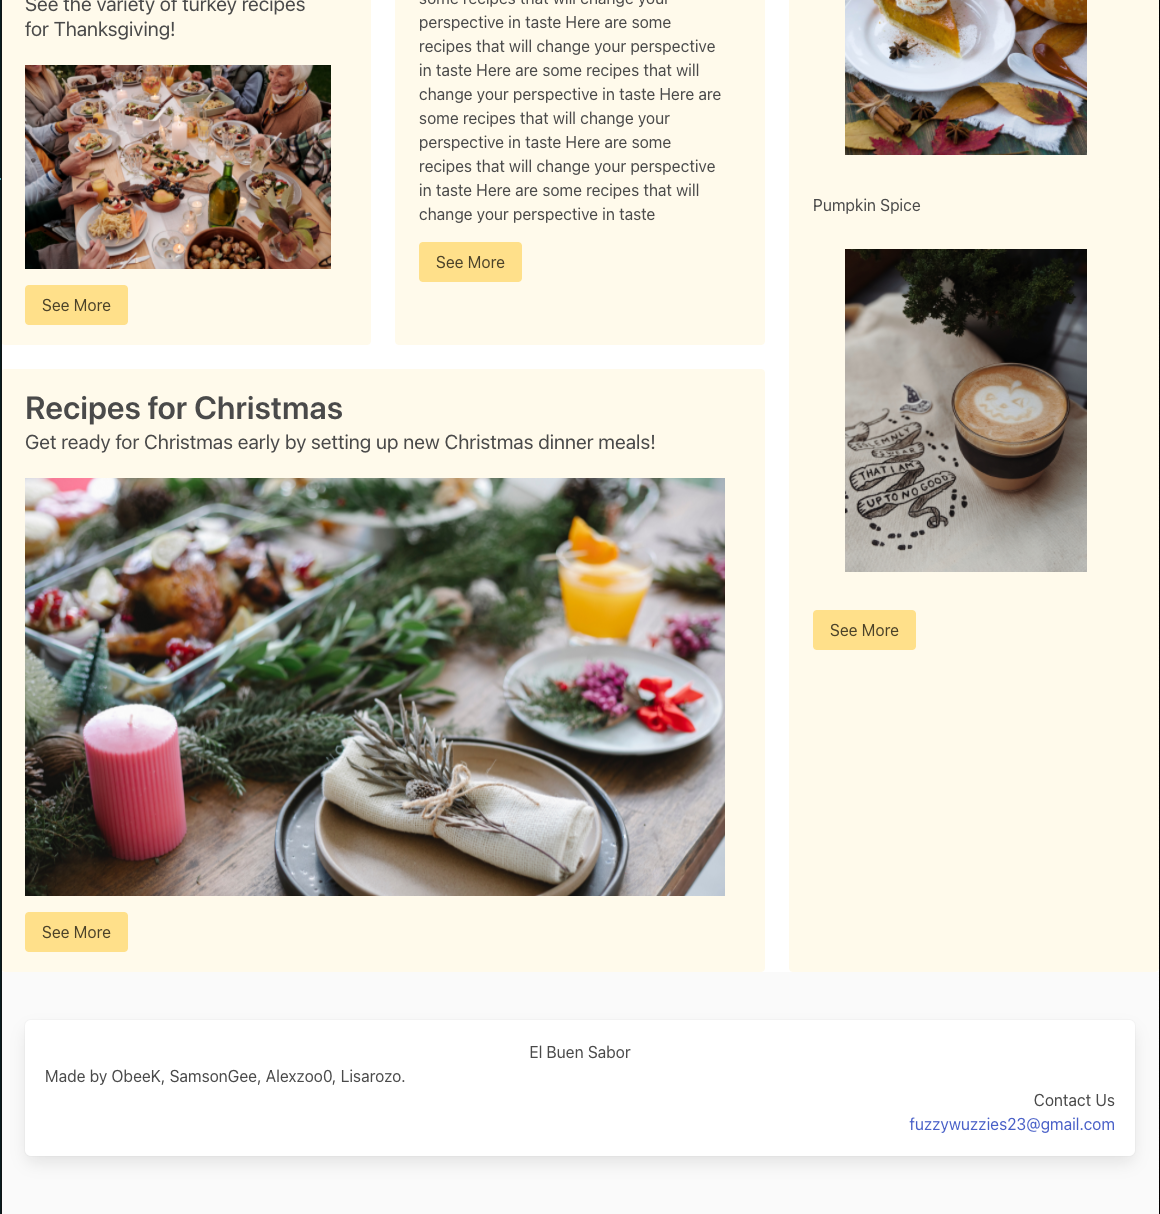 See the variety of turkey recipes
for Thanksgiving!
See More
some recipes that will change your
perspective in taste Here are some
recipes that will change your perspective
in taste Here are some recipes that will
change your perspective in taste Here are
some recipes that will change your
perspective in taste Here are some
recipes that will change your perspective
in taste Here are some recipes that will
change your perspective in taste
See More
Pumpkin Spice
SOLEMNLY
SWEAR
THAT I AM
UP TO NO GOOD
See More
Recipes for Christmas
Get ready for Christmas early by setting up new Christmas dinner meals!
See More
El Buen Sabor
Made by ObeeK, SamsonGee, Alexzoo0, Lisarozo.
Contact Us
fuzzywuzzies23@gmail.com